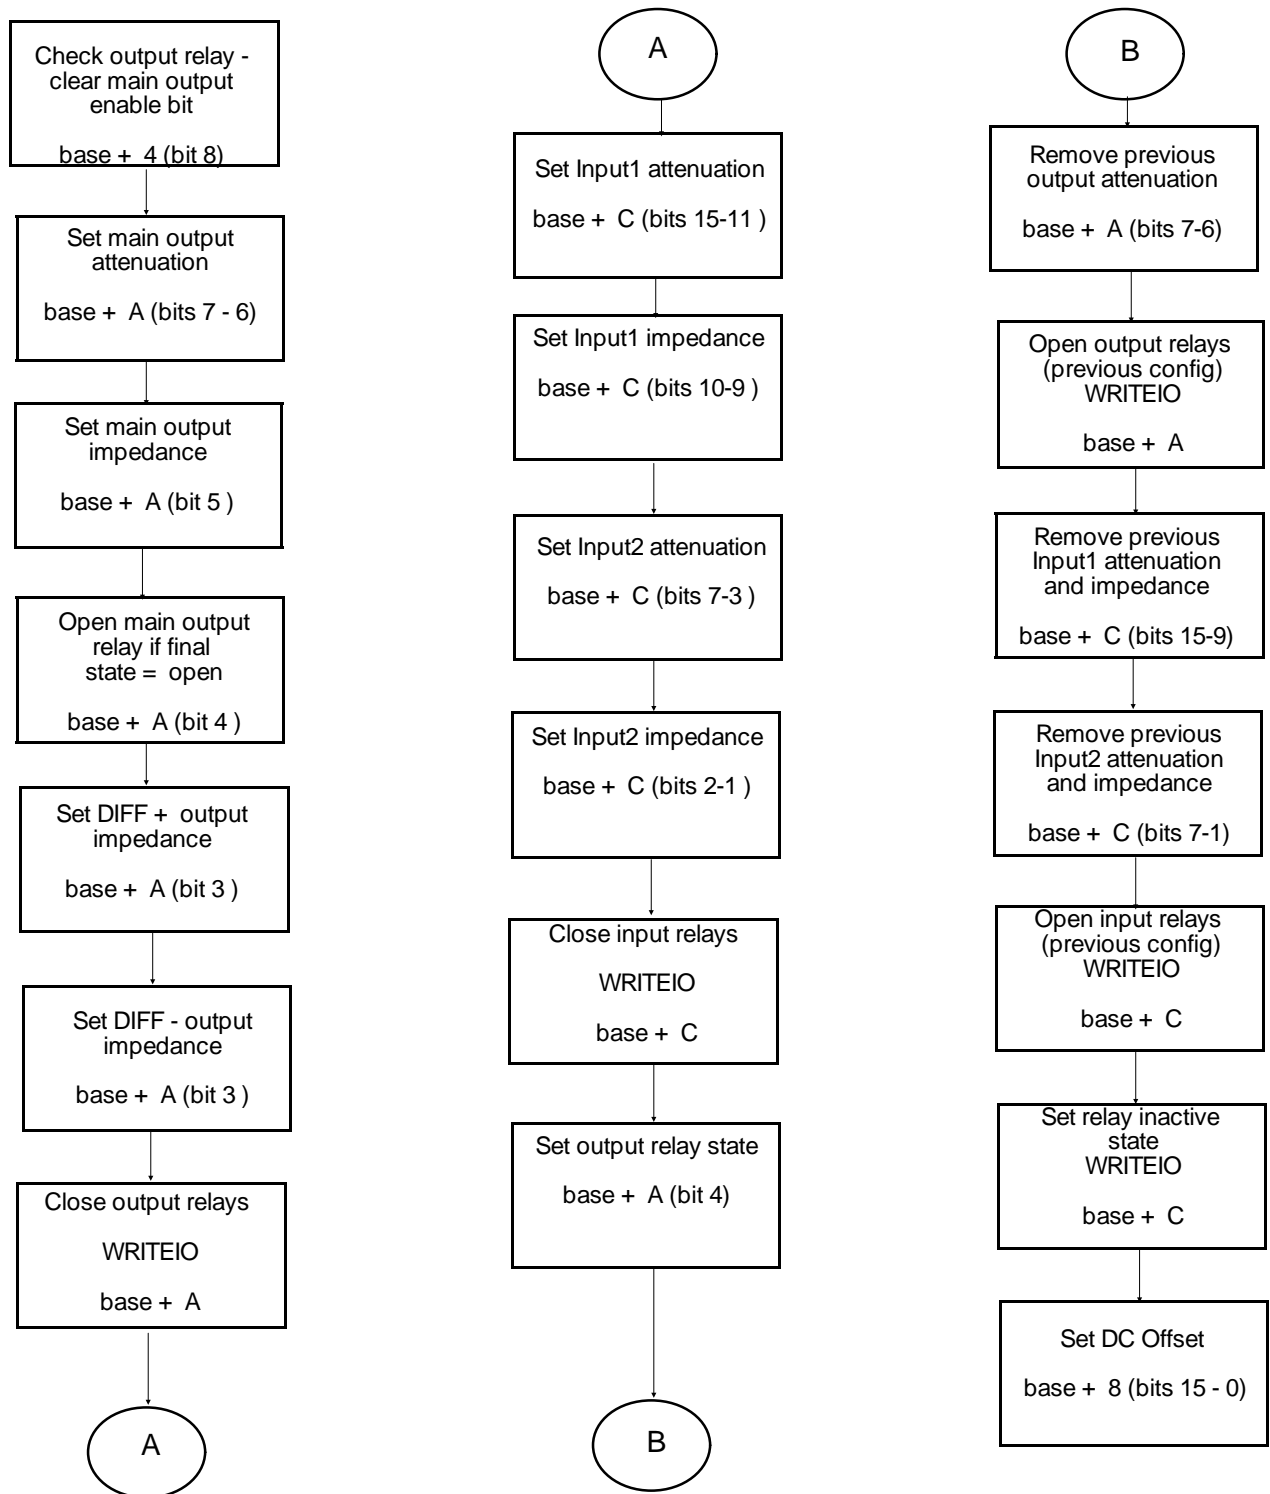 Check output relay -
clear main output
enable bit
base + 4 (bit 8)
Set main output
attenuation
base + A (bits 7 - 6)
Set main output
impedance
base + A (bit 5 )
Open main output
relay if final
state = open
base + A (bit 4 )
Set DIFF + output
impedance
base + A (bit 3 )
Set DIFF - output
impedance
base + A (bit 3 )
Close output relays
WRITEIO
base + A
A
A
Set Input1 attenuation
base + C (bits 15-11 )
Set Input1 impedance
base + C (bits 10-9 )
Set Input2 attenuation
base + C (bits 7-3 )
Set Input2 impedance
base + C (bits 2-1 )
Close input relays
WRITEIO
base + C
Set output relay state
base + A (bit 4)
B
B
Remove previous
output attenuation
base + A (bits 7-6)
Open output relays
(previous config)
WRITEIO
base + A
Remove previous
Input1 attenuation
and impedance
base + C (bits 15-9)
Remove previous
Input2 attenuation
and impedance
base + C (bits 7-1)
Open input relays
(previous config)
WRITEIO
base + C
Set relay inactive
state
WRITEIO
base + C
Set DC Offset
base + 8 (bits 15 - 0)